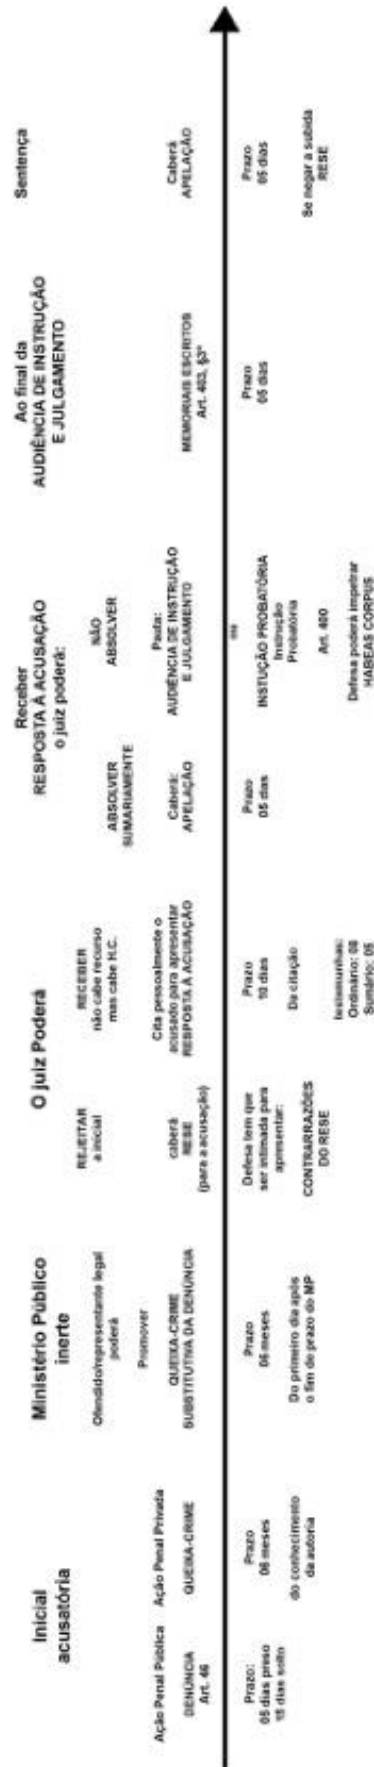 Inicial
acusatória
Ação Penal Pública
DENÚNCIA
Art. 46
Prazo:
05 dias preso
15 dias solto
Ação Penal Privada
QUEIXA-CRIME
Prazo
06 meses
do conhecimento
da autoria
Ministério Público
inerte
Ofendido/representante legal
poderá
Promover
QUEIXA-CRIME
SUBSTITUTIVA DA DENÚNCIA
Prazo
06 meses
Do primeiro dia após
o fim de prazo do MP
O juiz Poderá
REJEITAR
a inicial
caberá
RESE
(para a acusação)
Defesa tem que
ser intimada para
apresentar:
CONTRARRAZÕES
DO RESE
RECEBER
não cabe recurso
mas cabe H.C.
Cita pessoalmente o
acusado para apresentar
RESPOSTA À ACUSAÇÃO
Prazo
10 dias
Da citação
testemunhas:
Ordinário: 08
Sumário: 05
Receber
RESPOSTA À ACUSAÇÃO
o juiz poderá:
ABSOLVER
SUMARIAMENTE
Caberá:
APELAÇÃO
Prazo
05 dias
NÃO
ABSOLVER
Pauta:
AUDIÊNCIA DE INSTRUÇÃO
E JULGAMENTO
INSTUÇÃO PROBATÓRIA
Instrução
Probatória
Art. 400
Defesa poderá impetrar
HABEAS CORPUS
Ao final da
AUDIÊNCIA DE INSTRUÇÃO
E JULGAMENTO
MEMORIAIS ESCRITOS
Art. 403, §3º
Prazo
05 dias
Sentença
Caberá
APELAÇÃO
Prazo
05 dias
Se negar a subida
RESE